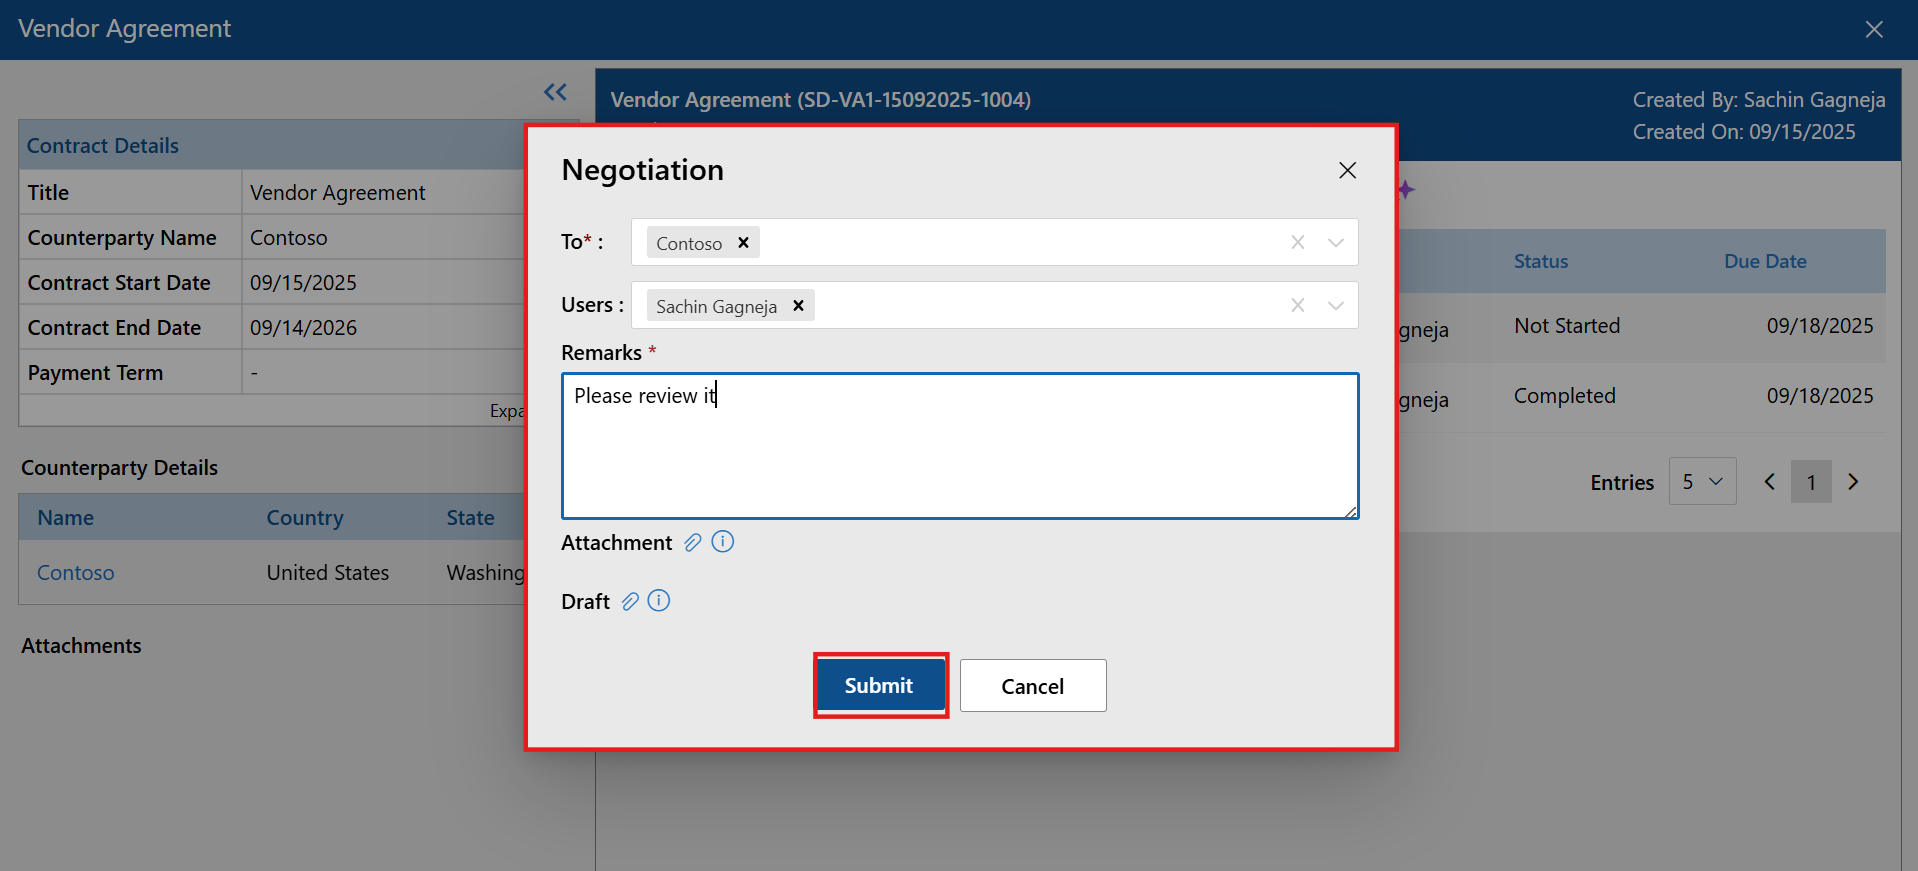 Vendor Agreement
Contract Details
Title Vendor Agreement
Counterparty Name Contoso
Contract Start Date 09/15/2025
Contract End Date 09/14/2026
Payment Term -
Expa
Counterparty Details
Name Country State
Contoso United States Washing
Attachments
Vendor Agreement (SD-VA1-15092025-1004)
Created By: Sachin Gagneja
Created On: 09/15/2025
Status Due Date
gneja Not Started 09/18/2025
gneja Completed 09/18/2025
Entries 5 1
Negotiation
To* : Contoso
Users : Sachin Gagneja
Remarks *
Please review it
Attachment
Draft
Submit Cancel